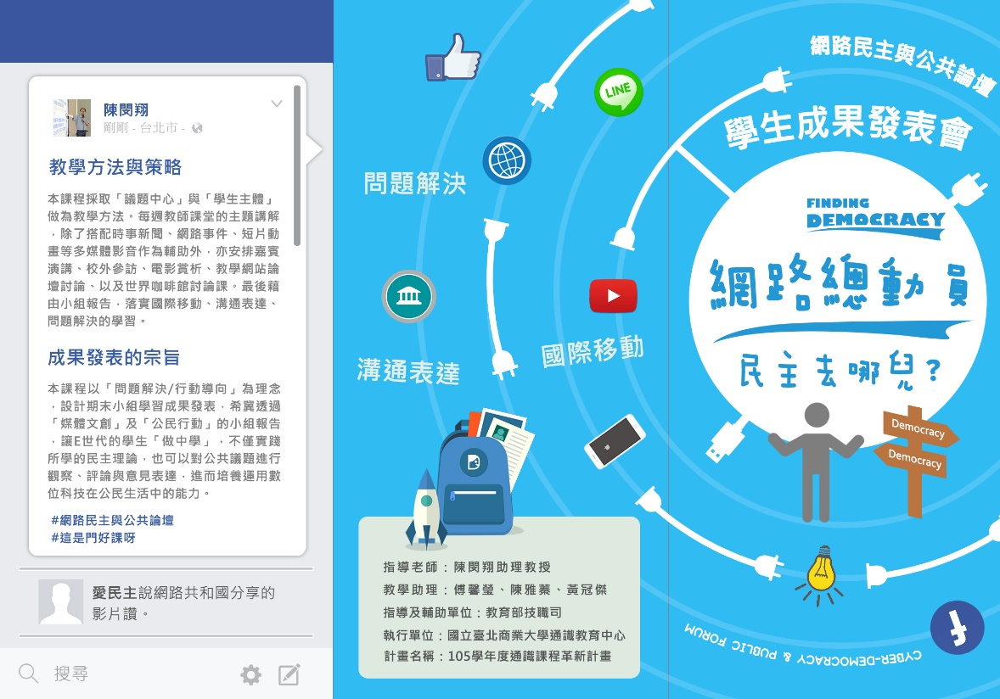 陳閔翔
剛剛 - 台北市 -
教學方法與策略
本課程採取「議題中心」與「學生主體」
做為教學方法。每週教師課堂的主題講解
，除了搭配時事新聞、網路事件、短片動
畫等多媒體影音作為輔助外，亦安排嘉賓
演講、校外參訪、電影賞析、教學網站論
壇討論、以及世界咖啡館討論課。最後藉
由小組報告，落實國際移動、溝通表達、
問題解決的學習。
成果發表的宗旨
本課程以「問題解決/行動導向」為理念
，設計期末小組學習成果發表，希冀透過
「媒體文創」及「公民行動」的小組報告
，讓E世代的學生「做中學」，不僅實踐
所學的民主理論，也可以對公共議題進行
觀察、評論與意見表達，進而培養運用數
位科技在公民生活中的能力。
#網路民主與公共論壇
#這是門好課呀
愛民主說網路共和國分享的
影片讚。
搜尋
LINE
問題解決
國際移動
溝通表達
指導老師：陳閔翔助理教授
教學助理：傅馨瑩、陳雅蓁、黃冠傑
指導及輔助單位：教育部技職司
執行單位：國立臺北商業大學通識教育中心
計畫名稱：105學年度通識課程革新計畫
網路民主與公共論壇
學生成果發表會
FINDING
DEMOCRACY
網路總動員
民主去哪兒?
Democracy
Democracy
CYBER-DEMOCRACY & PUBLIC FORUM